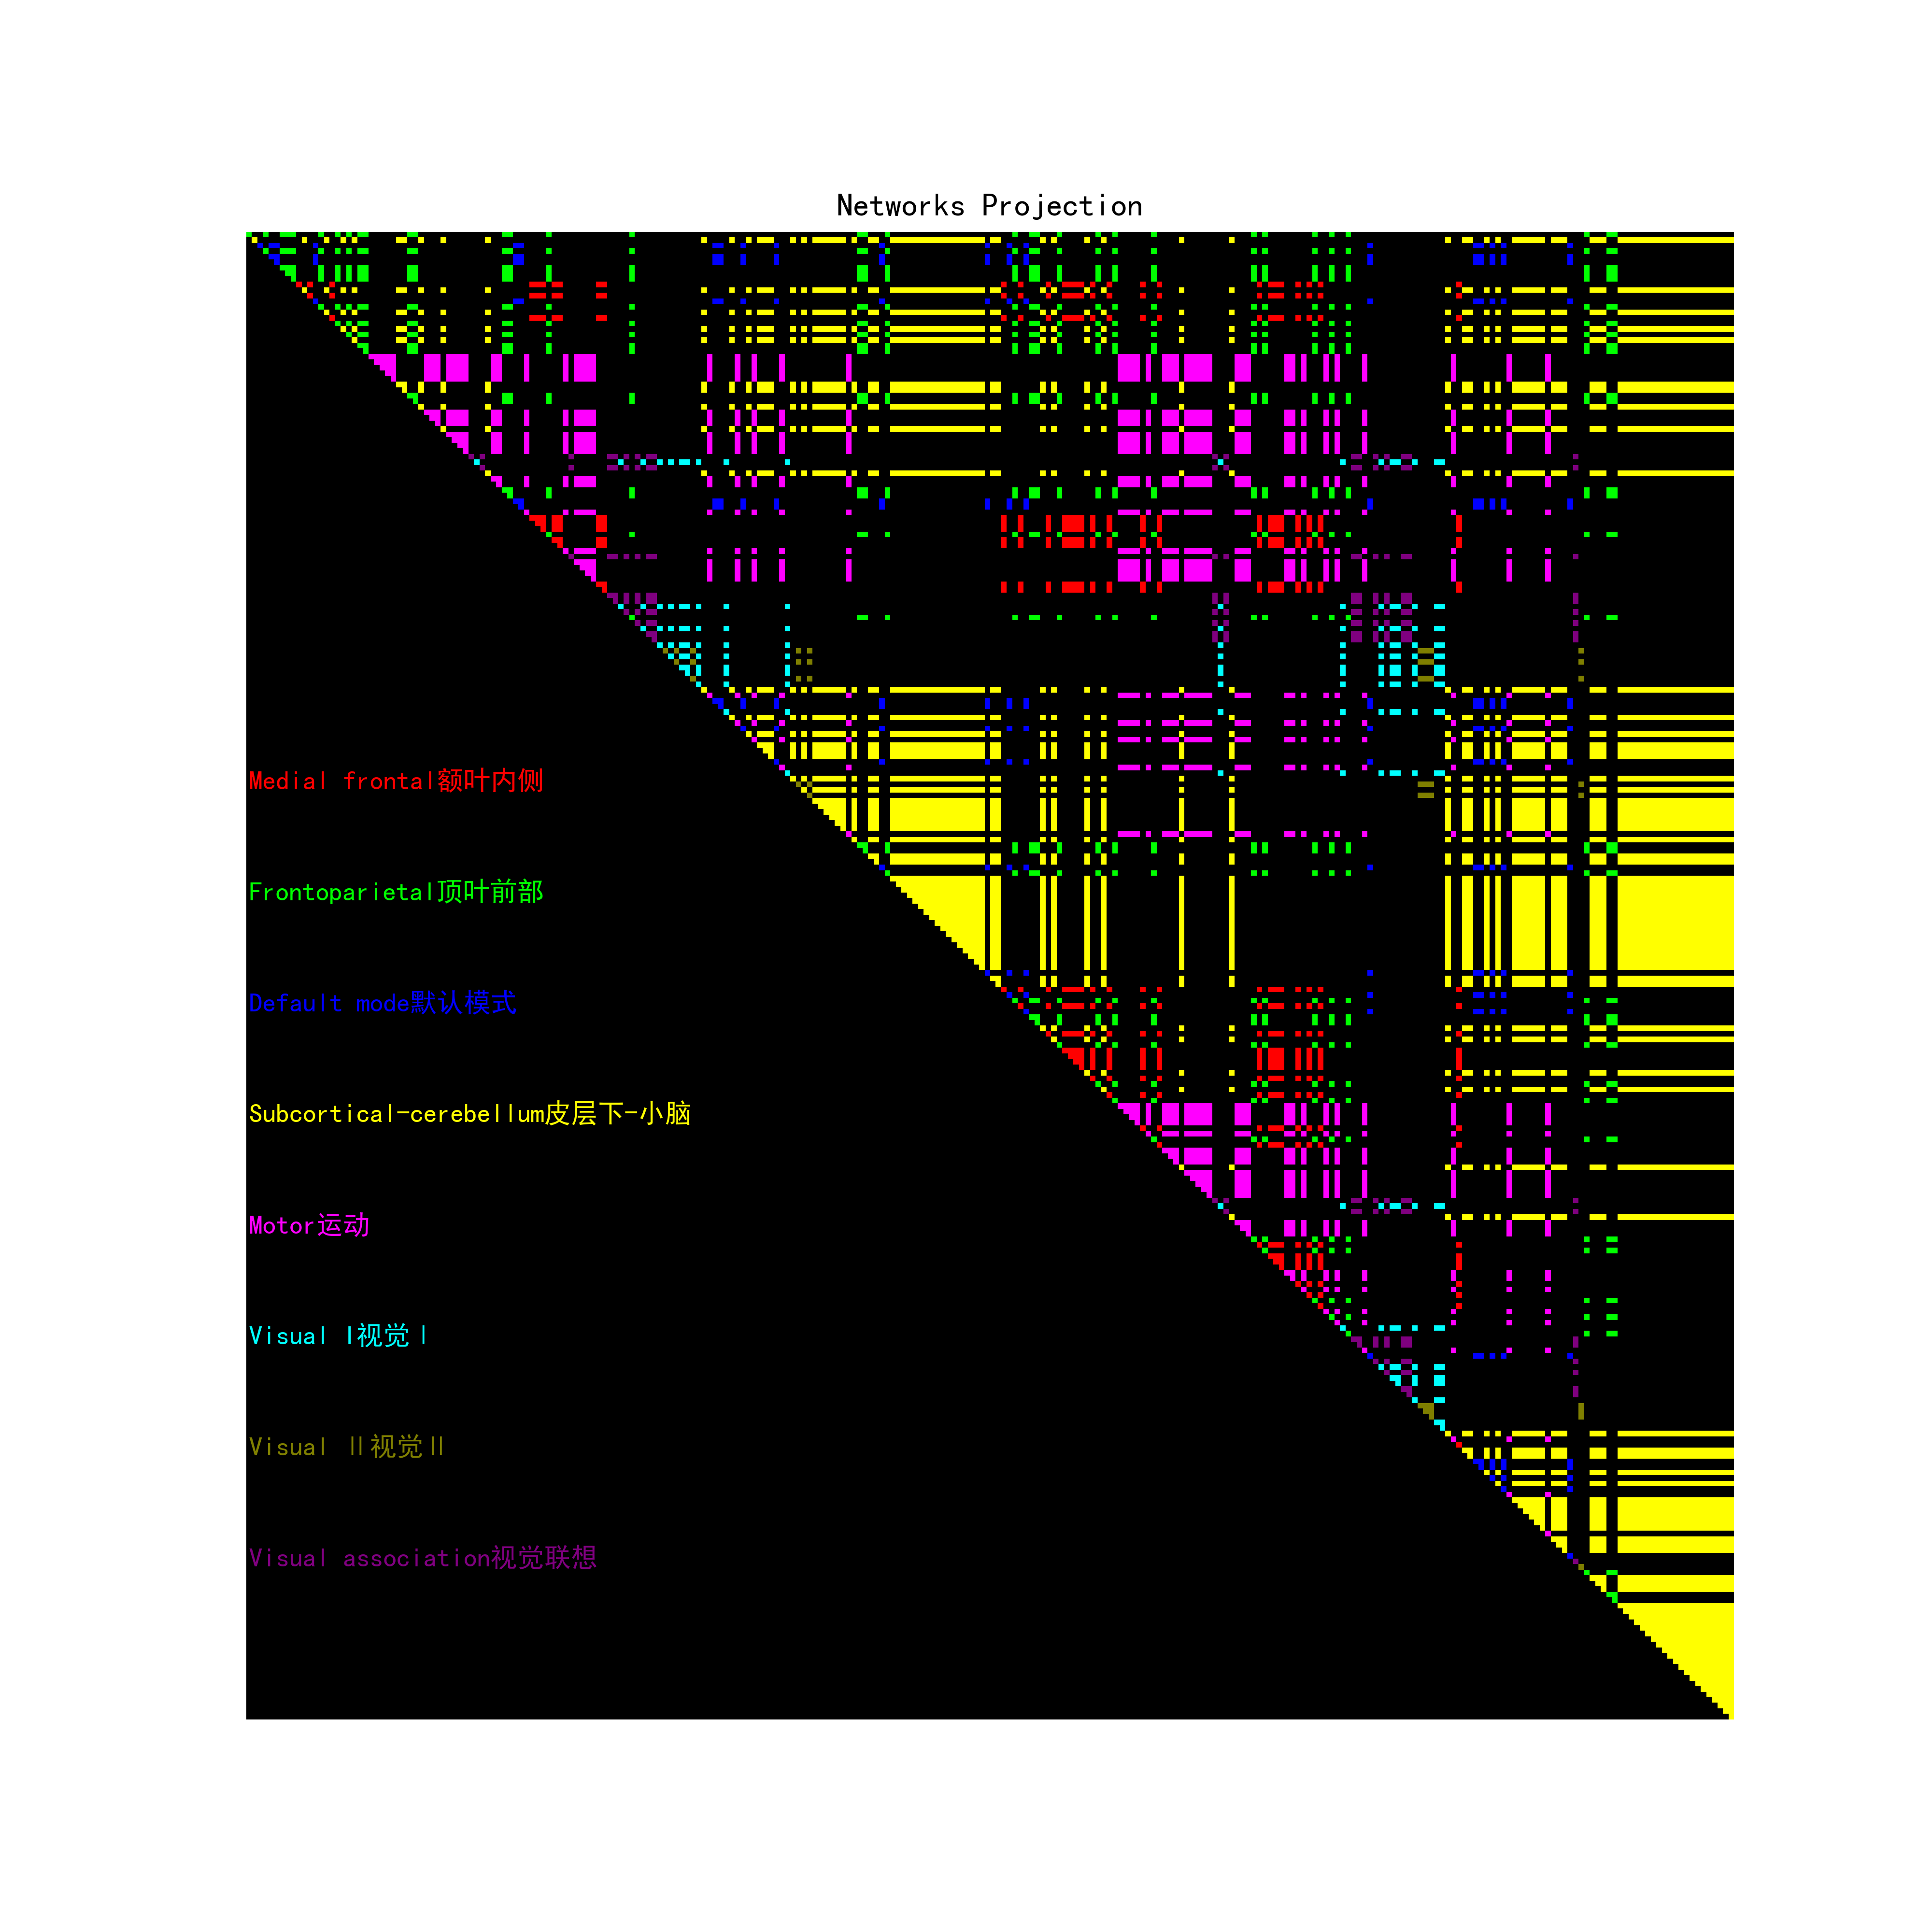 Networks Projection
Medial frontal额叶内侧
Frontoparietal顶叶前部
Default mode默认模式
Subcortical-cerebellum皮层下-小脑
Motor运动
Visual Ⅰ视觉Ⅰ
Visual Ⅱ视觉Ⅱ
Visual association视觉联想